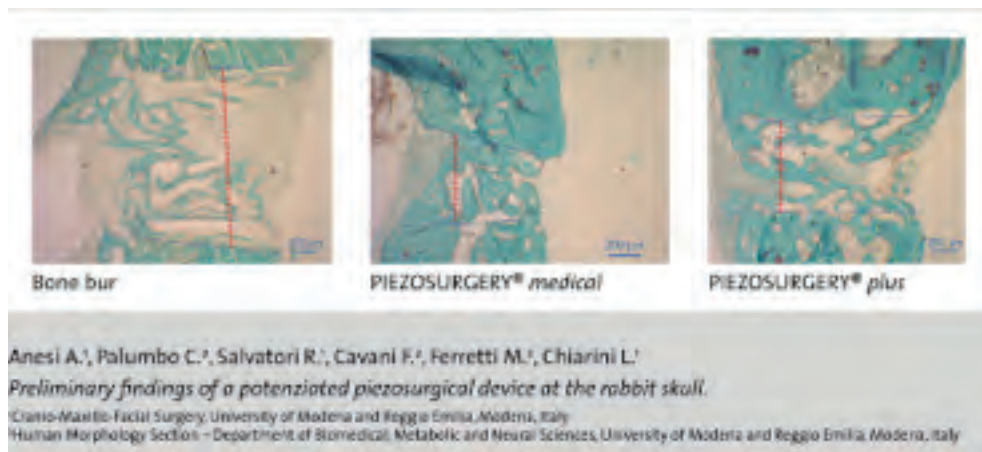 Bone bur
PIEZOSURGERY® medical
PIEZOSURGERY® plus
Anesi A.¹, Palumbo C.², Salvatori R.¹, Cavani F.², Ferretti M.², Chiarini L.¹
Preliminary findings of a potenziated piezosurgical device at the rabbit skull.
¹Cranio-Maxillo-Facial Surgery, University of Modena and Reggio Emilia, Modena, Italy
²Human Morphology Section – Department of Biomedical, Metabolic and Neural Sciences, University of Modena and Reggio Emilia, Modena, Italy